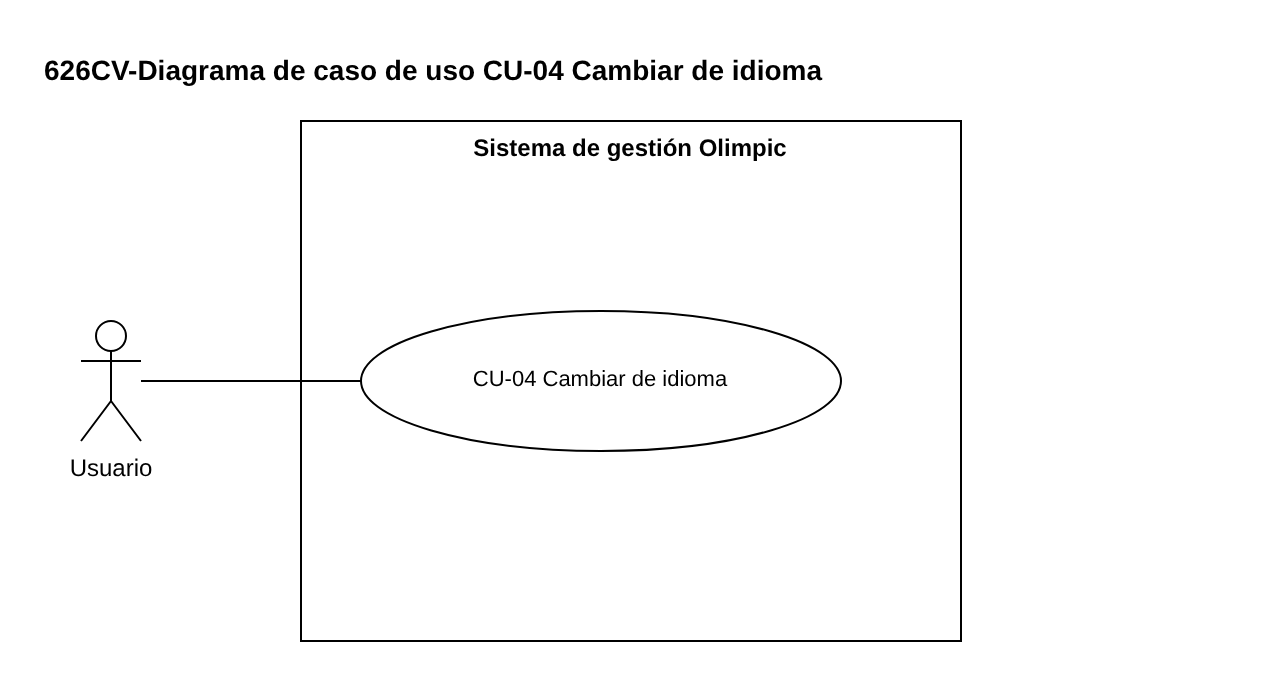 626CV-Diagrama de caso de uso CU-04 Cambiar de idioma
Sistema de gestión Olimpic
CU-04 Cambiar de idioma
Usuario